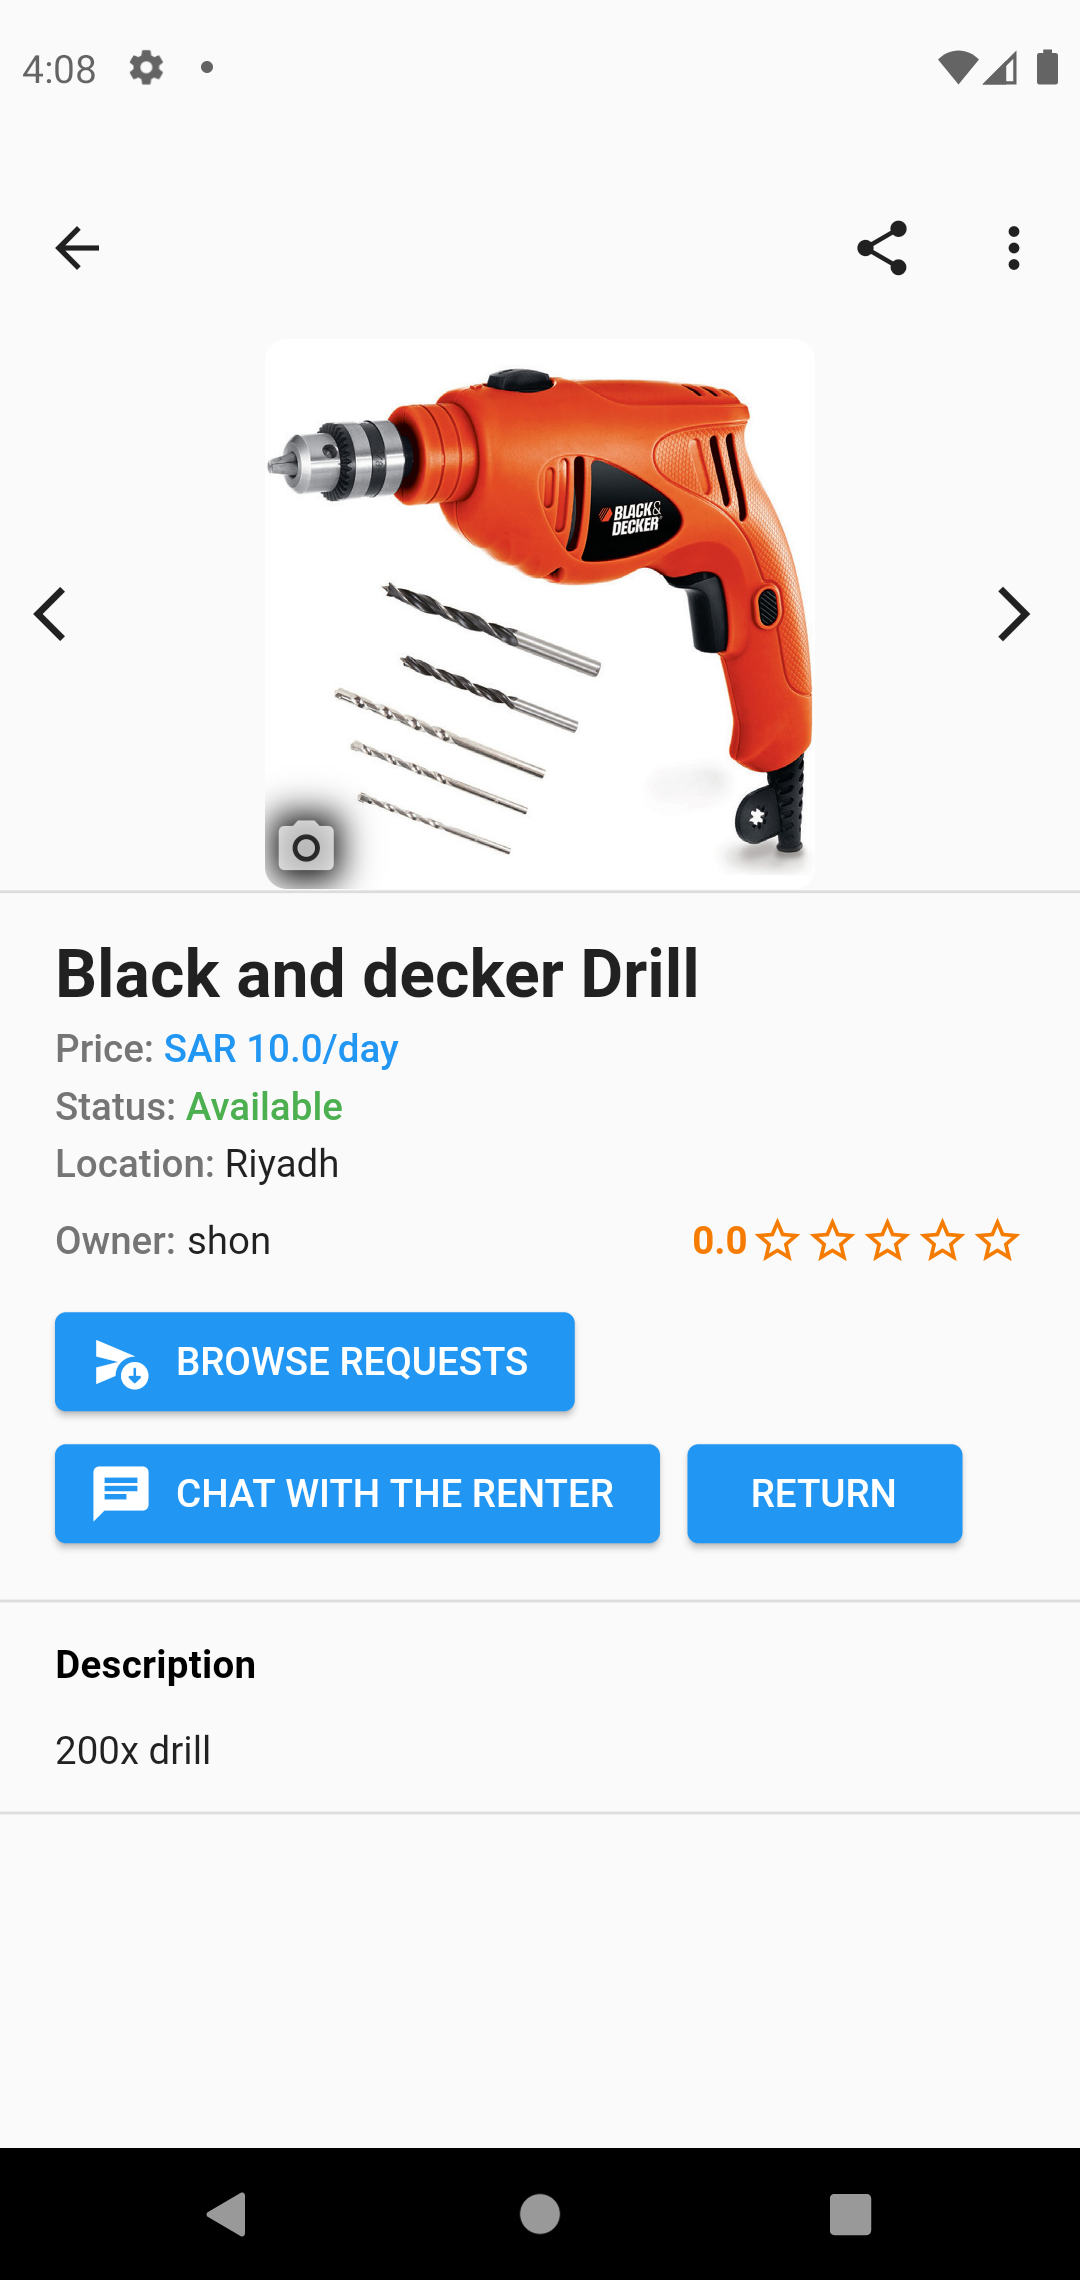 4:08
BLACK&
DECKER
Black and decker Drill
Price: SAR 10.0/day
Status: Available
Location: Riyadh
Owner: shon 0.0
BROWSE REQUESTS
CHAT WITH THE RENTER RETURN
Description
200x drill